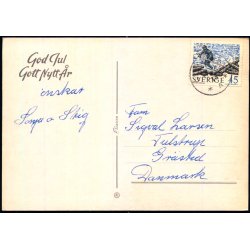 God Jul
Gott Nytt År
önskar
Sonja o Stig
SVERIGE 45
Fam.
Sigvald Larsen
Tulstrup
Græsted
Danmark